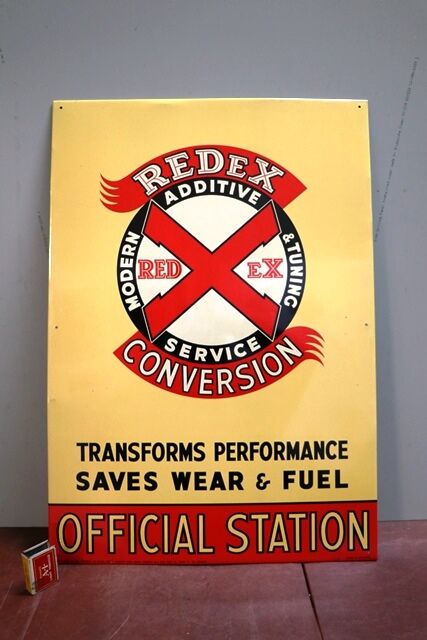 REDEX
ADDITIVE
MODERN
& TUNING
RED EX
SERVICE
CONVERSION
TRANSFORMS PERFORMANCE
SAVES WEAR & FUEL
OFFICIAL STATION